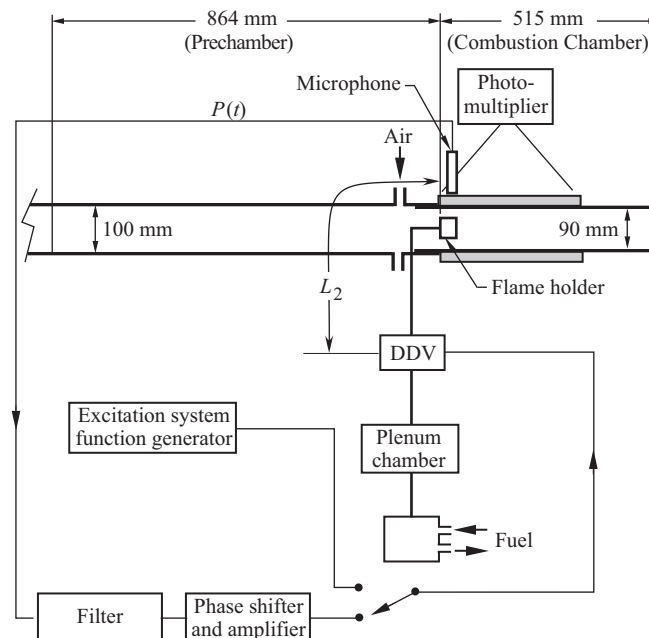 864 mm
(Prechamber)
515 mm
(Combustion Chamber)
Microphone
Photo-
multiplier
P(t)
Air
100 mm
90 mm
L2
Flame holder
DDV
Excitation system
function generator
Plenum
chamber
Fuel
Filter
Phase shifter
and amplifier